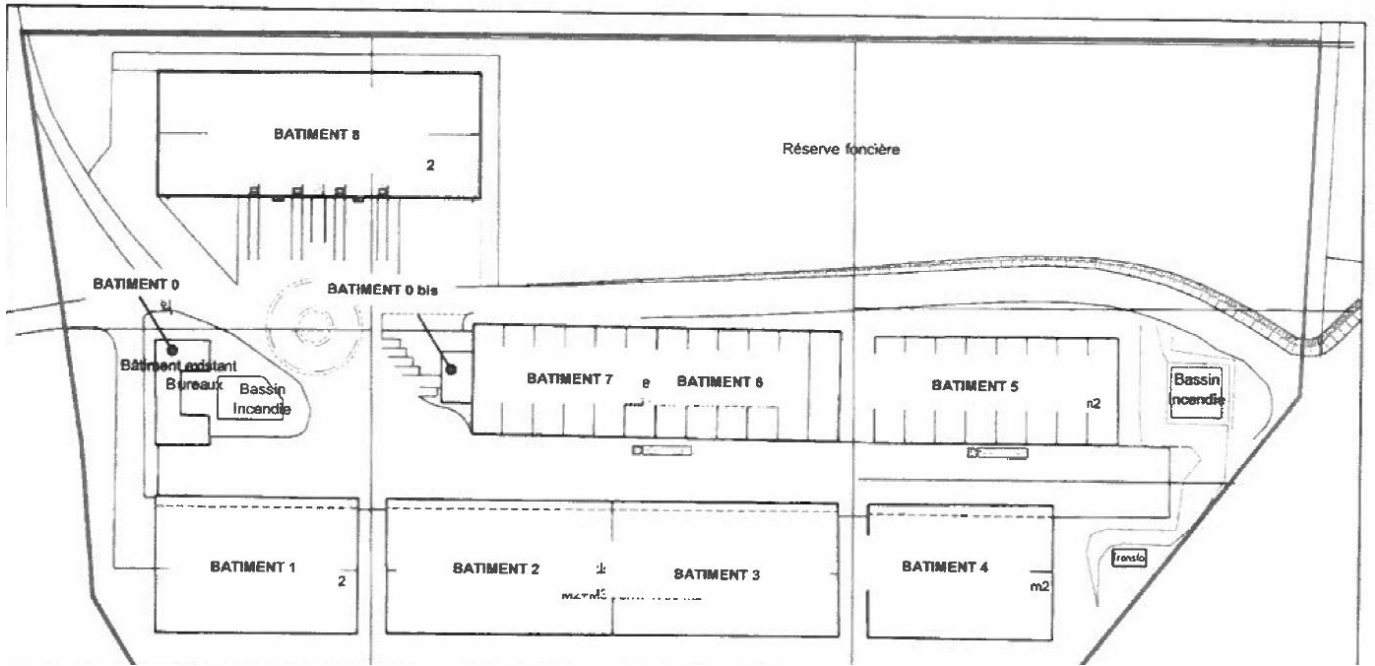 BATIMENT 8
2
Réserve foncière
BATIMENT 0
BATIMENT 0 bis
Bâtiment existant
Bureaux
Bassin
Incendie
BATIMENT 7
e
BATIMENT 6
BATIMENT 5
Bassin
incendie
BATIMENT 1
2
BATIMENT 2
BATIMENT 3
BATIMENT 4
m2
Transfo